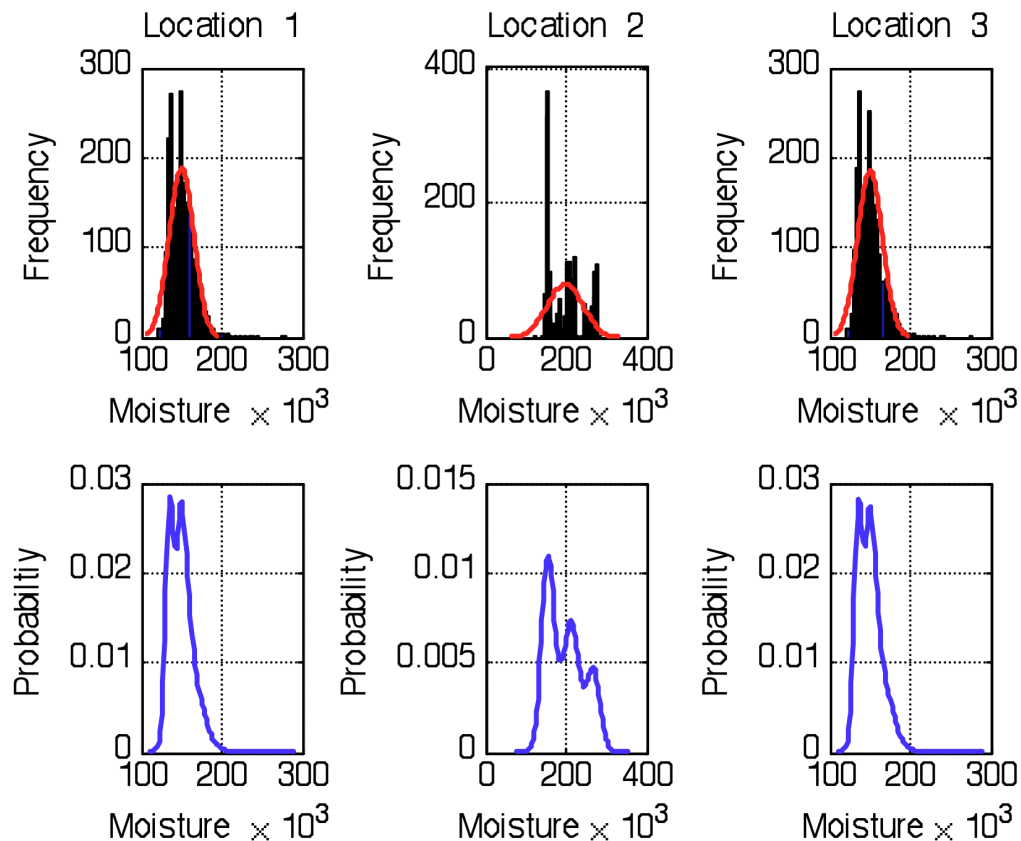 Location 1
Location 2
Location 3
Frequency
300
200
100
0
100 200 300
Moisture × 10³
Frequency
400
200
0
0 200 400
Moisture × 10³
Frequency
300
200
100
0
100 200 300
Moisture × 10³
Probabilitiy
0.03
0.02
0.01
0
100 200 300
Moisture × 10³
Probability
0.015
0.01
0.005
0
0 200 400
Moisture × 10³
Probability
0.03
0.02
0.01
0
100 200 300
Moisture × 10³